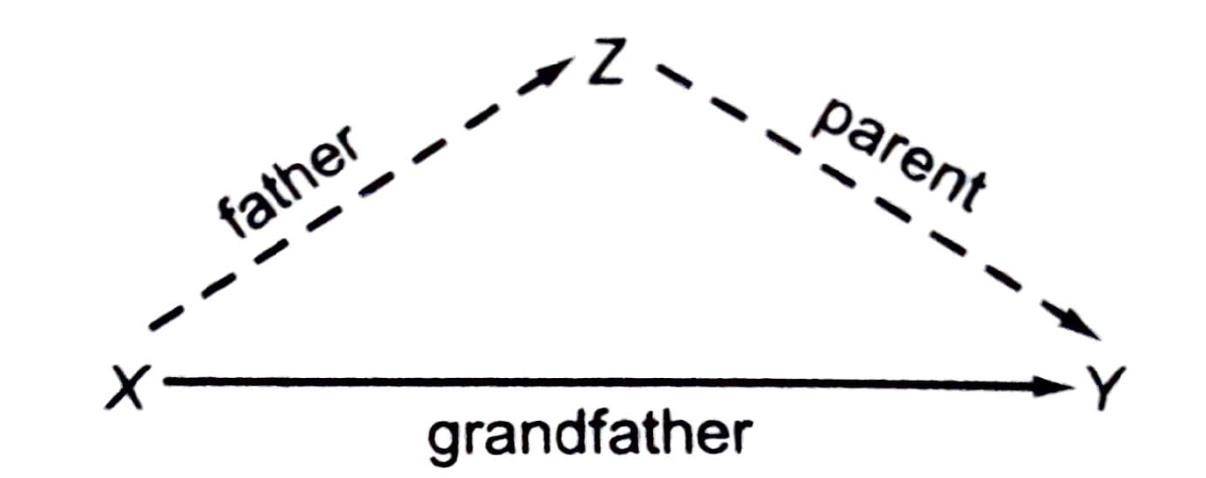 Z
father
parent
X
Y
grandfather